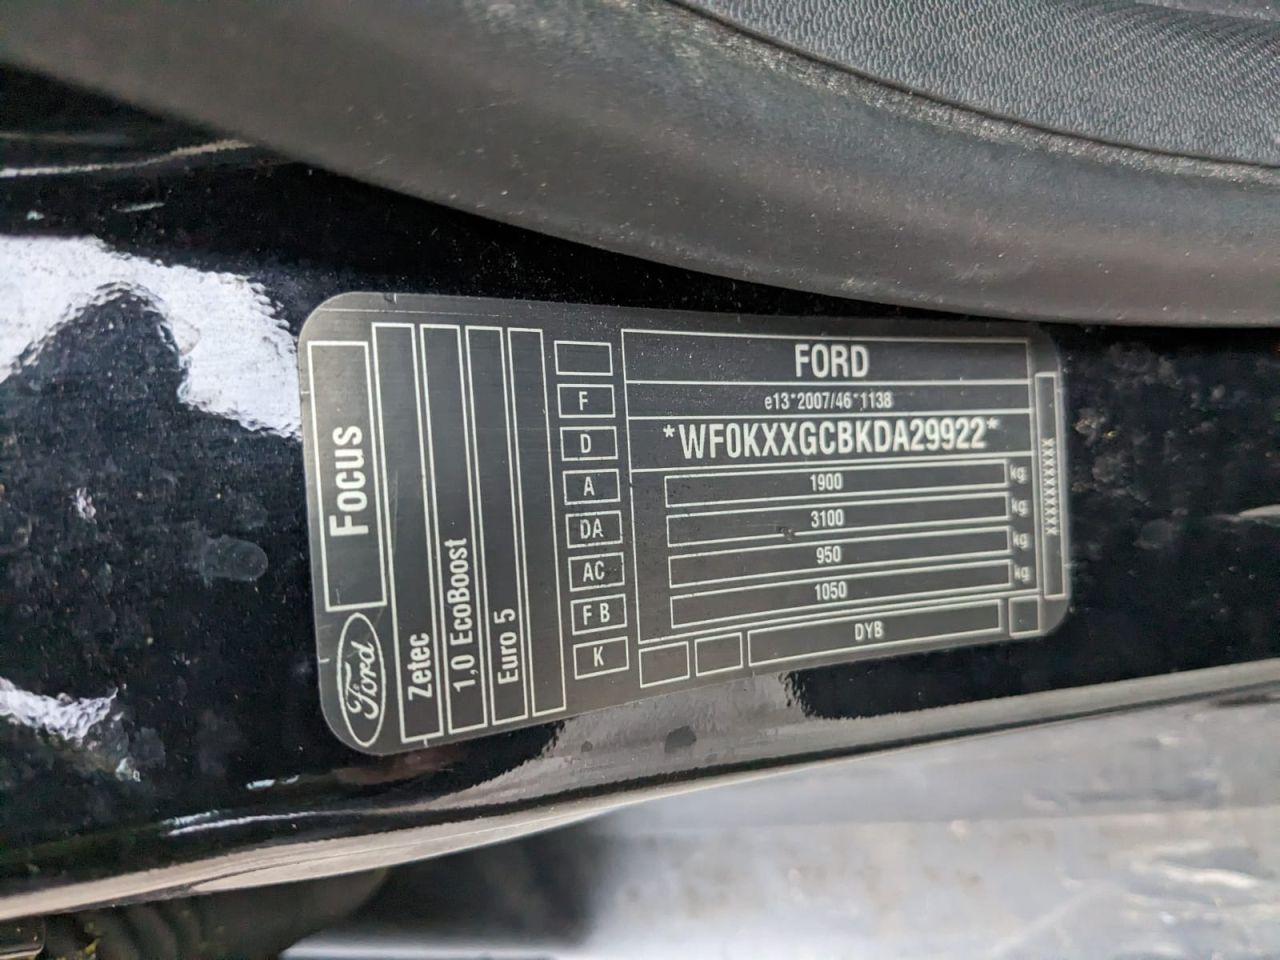 Focus
Ford
Zetec
1,0 EcoBoost
Euro 5
F
D
A
DA
AC
F B
K
FORD
e13*2007/46*1138
*WF0KXXGCBKDA29922*
1900 kg
3100 kg
950 kg
1050 kg
DYB
XXXXXXXXX